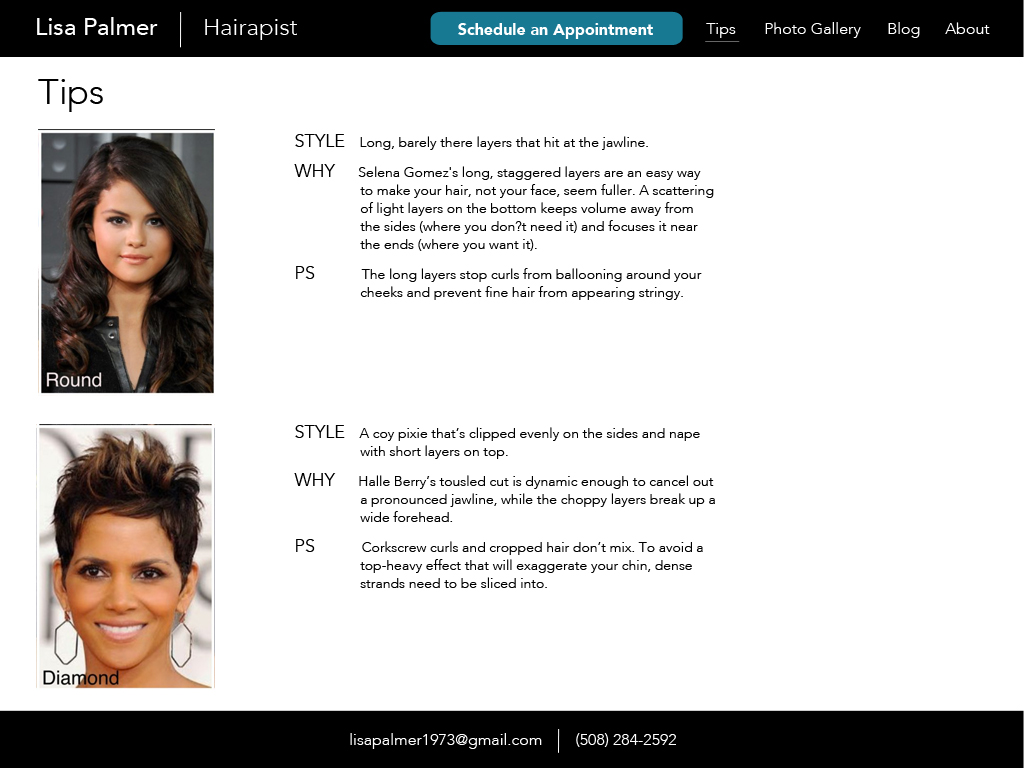 Lisa Palmer | Hairapist Schedule an Appointment Tips Photo Gallery Blog About
Tips
STYLE Long, barely there layers that hit at the jawline.
WHY Selena Gomez's long, staggered layers are an easy way
to make your hair, not your face, seem fuller. A scattering
of light layers on the bottom keeps volume away from
the sides (where you don?t need it) and focuses it near
the ends (where you want it).
PS The long layers stop curls from ballooning around your
cheeks and prevent fine hair from appearing stringy.
Round
STYLE A coy pixie that’s clipped evenly on the sides and nape
with short layers on top.
WHY Halle Berry’s tousled cut is dynamic enough to cancel out
a pronounced jawline, while the choppy layers break up a
wide forehead.
PS Corkscrew curls and cropped hair don’t mix. To avoid a
top-heavy effect that will exaggerate your chin, dense
strands need to be sliced into.
Diamond
lisapalmer1973@gmail.com | (508) 284-2592